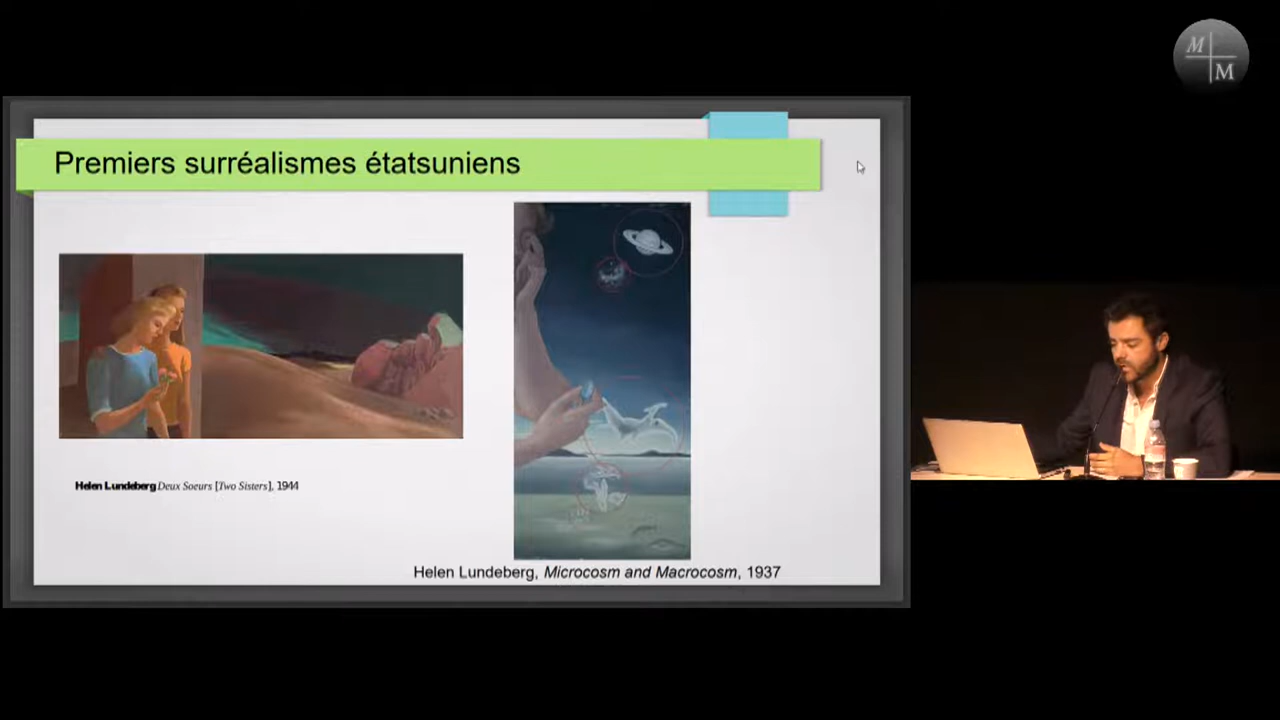 M
M
Premiers surréalismes étatsuniens
Helen Lundeberg Deux Soeurs [Two Sisters], 1944
Helen Lundeberg, Microcosm and Macrocosm, 1937